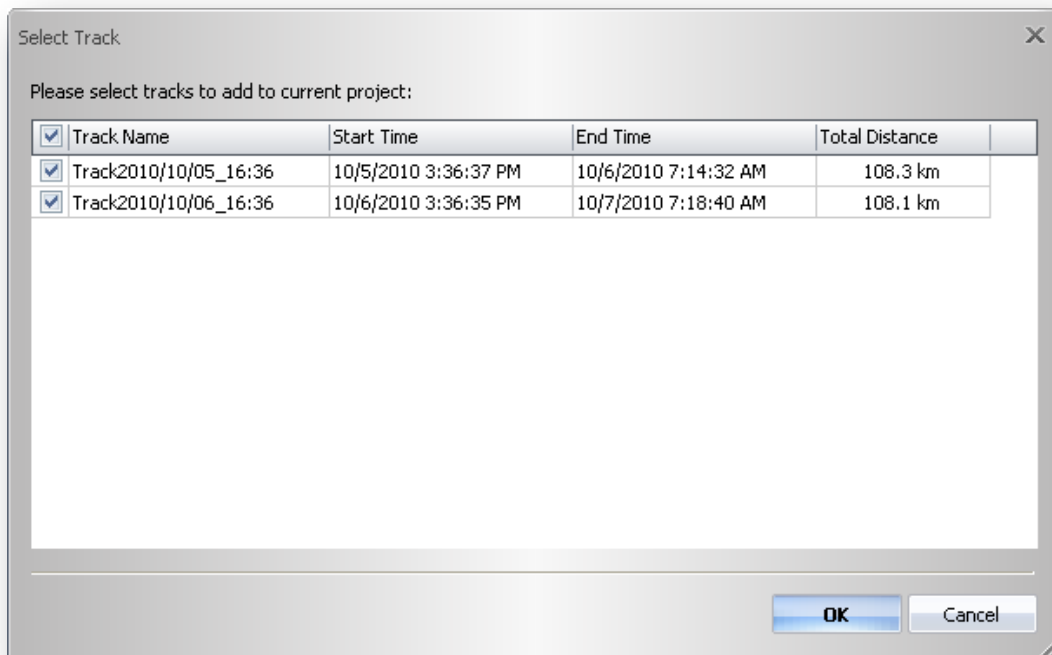 Select Track
Please select tracks to add to current project:
Track Name Start Time End Time Total Distance
Track2010/10/05_16:36 10/5/2010 3:36:37 PM 10/6/2010 7:14:32 AM 108.3 km
Track2010/10/06_16:36 10/6/2010 3:36:35 PM 10/7/2010 7:18:40 AM 108.1 km
OK Cancel